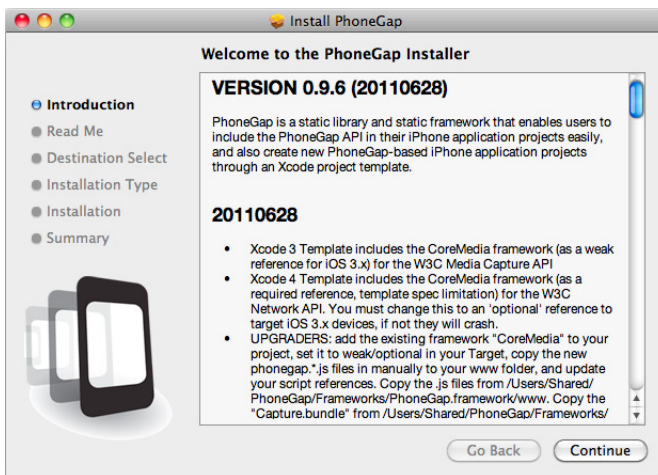 Install PhoneGap
Welcome to the PhoneGap Installer
Introduction
Read Me
Destination Select
Installation Type
Installation
Summary
VERSION 0.9.6 (20110628)
PhoneGap is a static library and static framework that enables users to
include the PhoneGap API in their iPhone application projects easily,
and also create new PhoneGap-based iPhone application projects
through an Xcode project template.
20110628
• Xcode 3 Template includes the CoreMedia framework (as a weak
reference for iOS 3.x) for the W3C Media Capture API
• Xcode 4 Template includes the CoreMedia framework (as a
required reference, template spec limitation) for the W3C
Network API. You must change this to an 'optional' reference to
target iOS 3.x devices, if not they will crash.
• UPGRADERS: add the existing framework "CoreMedia" to your
project, set it to weak/optional in your Target, copy the new
phonegap.*.js files in manually to your www folder, and update
your script references. Copy the .js files from /Users/Shared/
PhoneGap/Frameworks/PhoneGap.framework/www. Copy the
"Capture.bundle" from /Users/Shared/PhoneGap/Frameworks/
Go Back
Continue